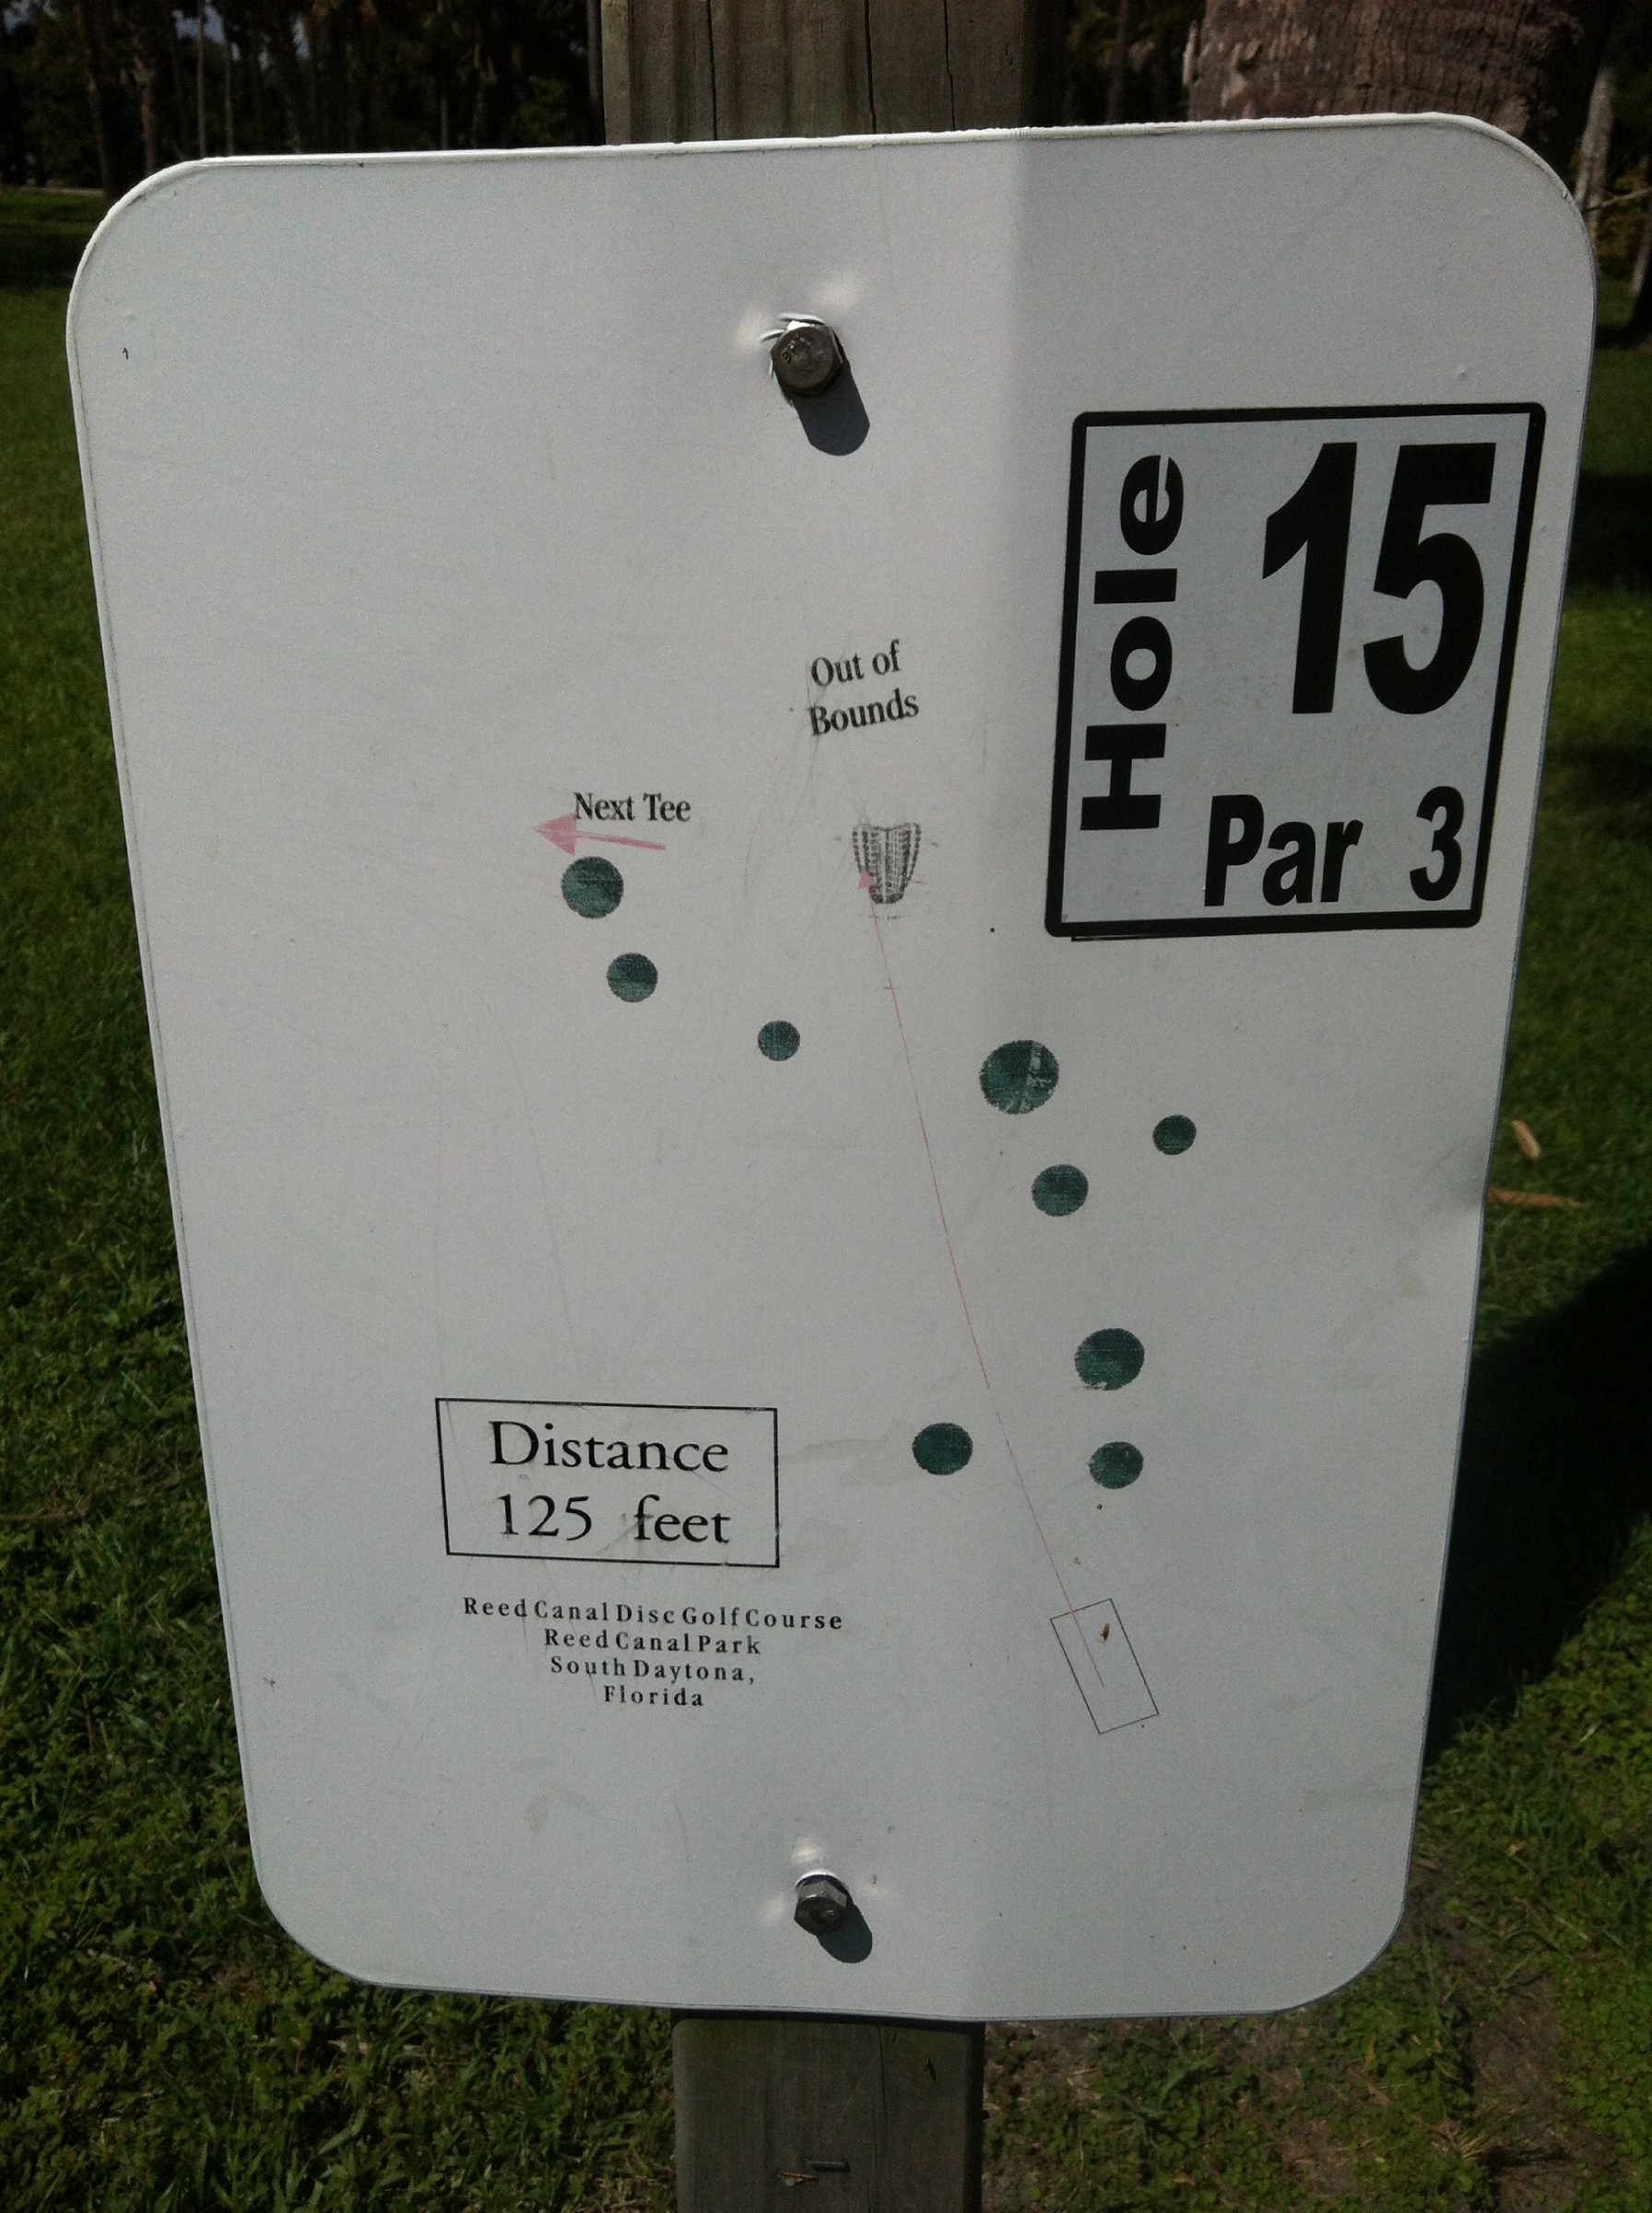 Hole 15
Par 3
Out of
Bounds
Next Tee
Distance
125 feet
Reed Canal Disc Golf Course
Reed Canal Park
South Daytona,
Florida